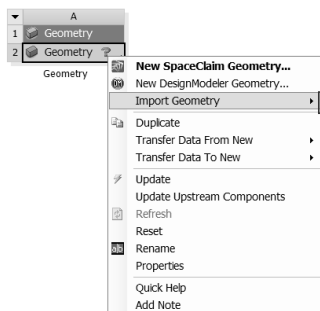 A
1 Geometry
2 Geometry ?
Geometry
New SpaceClaim Geometry...
New DesignModeler Geometry...
Import Geometry
Duplicate
Transfer Data From New
Transfer Data To New
Update
Update Upstream Components
Refresh
Reset
ab Rename
Properties
Quick Help
Add Note